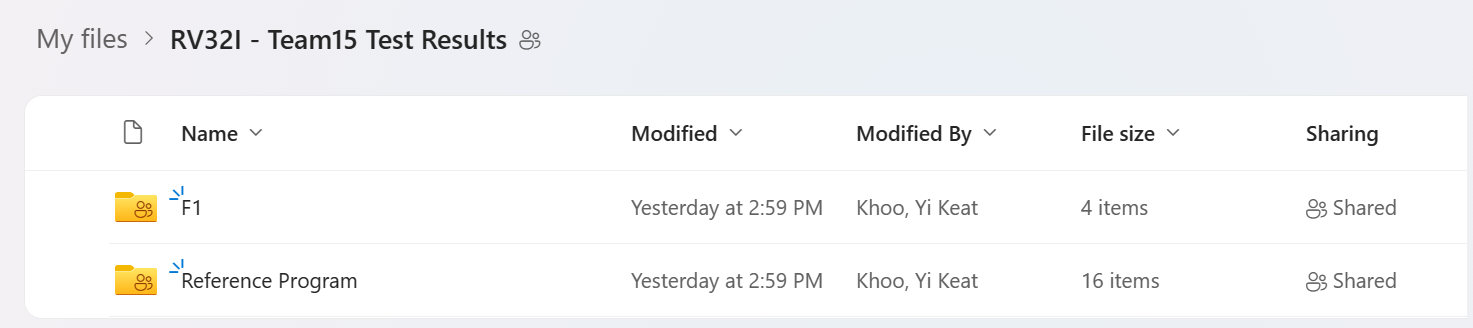 My files > RV32I - Team15 Test Results
Name Modified Modified By File size Sharing
F1 Yesterday at 2:59 PM Khoo, Yi Keat 4 items Shared
Reference Program Yesterday at 2:59 PM Khoo, Yi Keat 16 items Shared